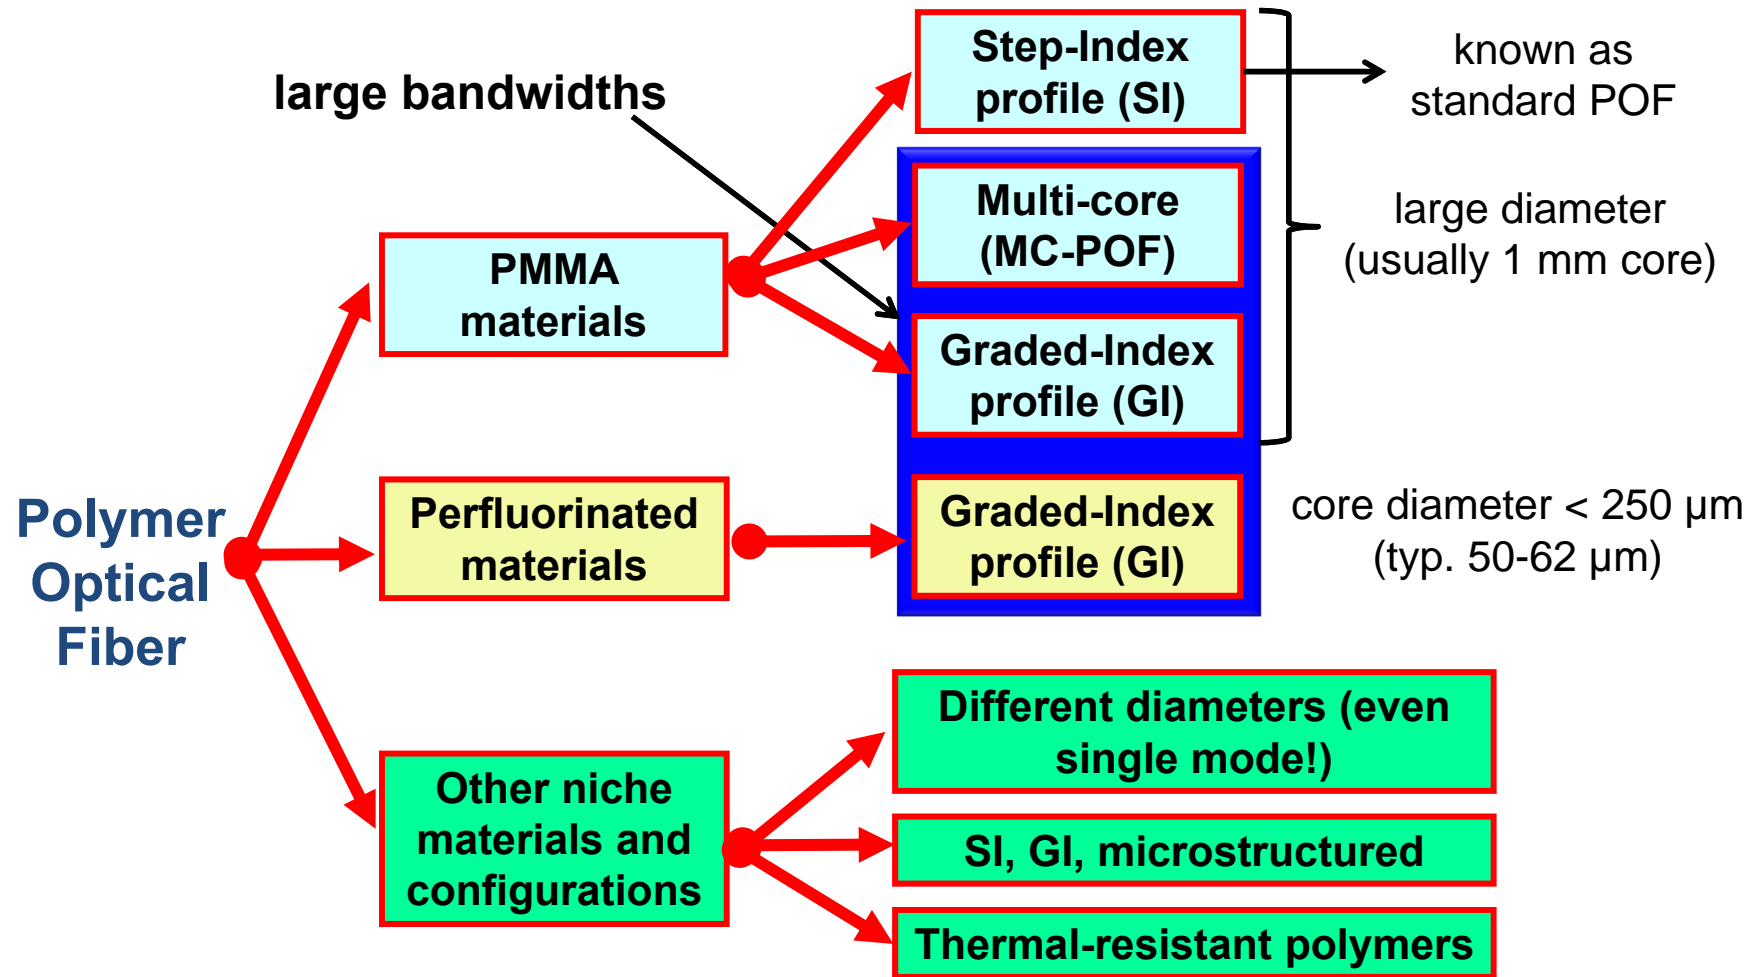 Step-Index
profile (SI)
known as
standard POF
large bandwidths
Multi-core
(MC-POF)
large diameter
(usually 1 mm core)
PMMA
materials
Graded-Index
profile (GI)
Polymer
Optical
Fiber
Perfluorinated
materials
Graded-Index
profile (GI)
core diameter < 250 µm
(typ. 50-62 µm)
Other niche
materials and
configurations
Different diameters (even
single mode!)
SI, GI, microstructured
Thermal-resistant polymers